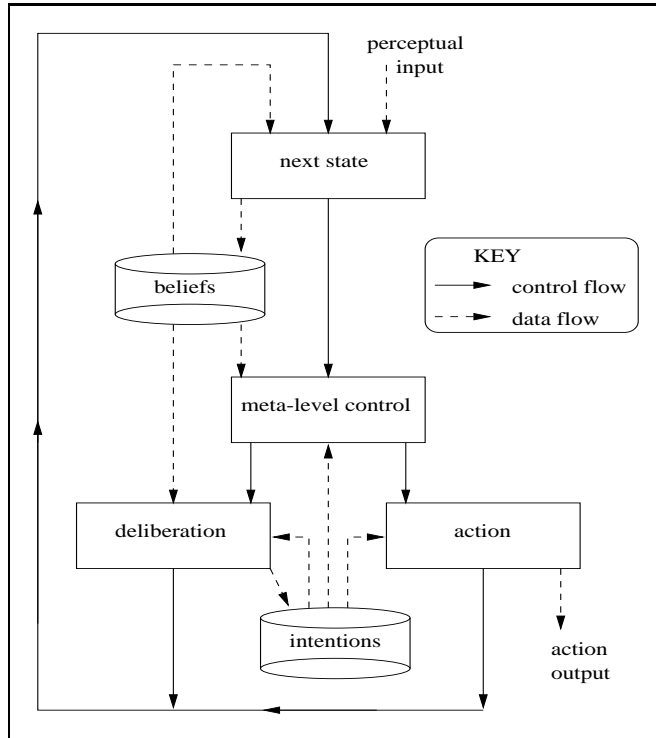 perceptual
input
next state
beliefs
KEY
control flow
data flow
meta-level control
deliberation
action
intentions
action
output